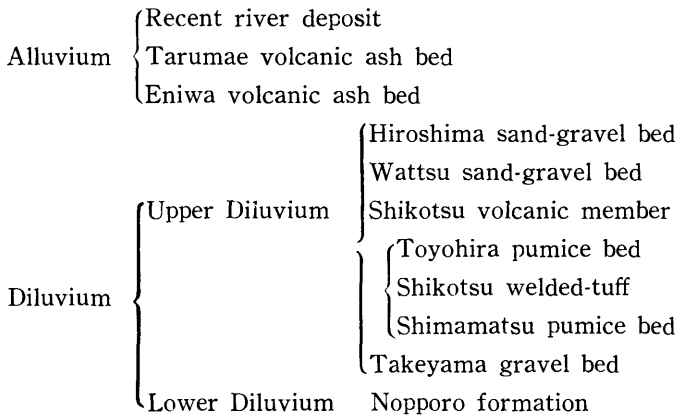 Recent river deposit
Alluvium Tarumae volcanic ash bed
Eniwa volcanic ash bed
Hiroshima sand-gravel bed
Wattsu sand-gravel bed
Upper Diluvium Shikotsu volcanic member
Toyohira pumice bed
Diluvium Shikotsu welded-tuff
Shimamatsu pumice bed
Takeyama gravel bed
Lower Diluvium Nopporo formation